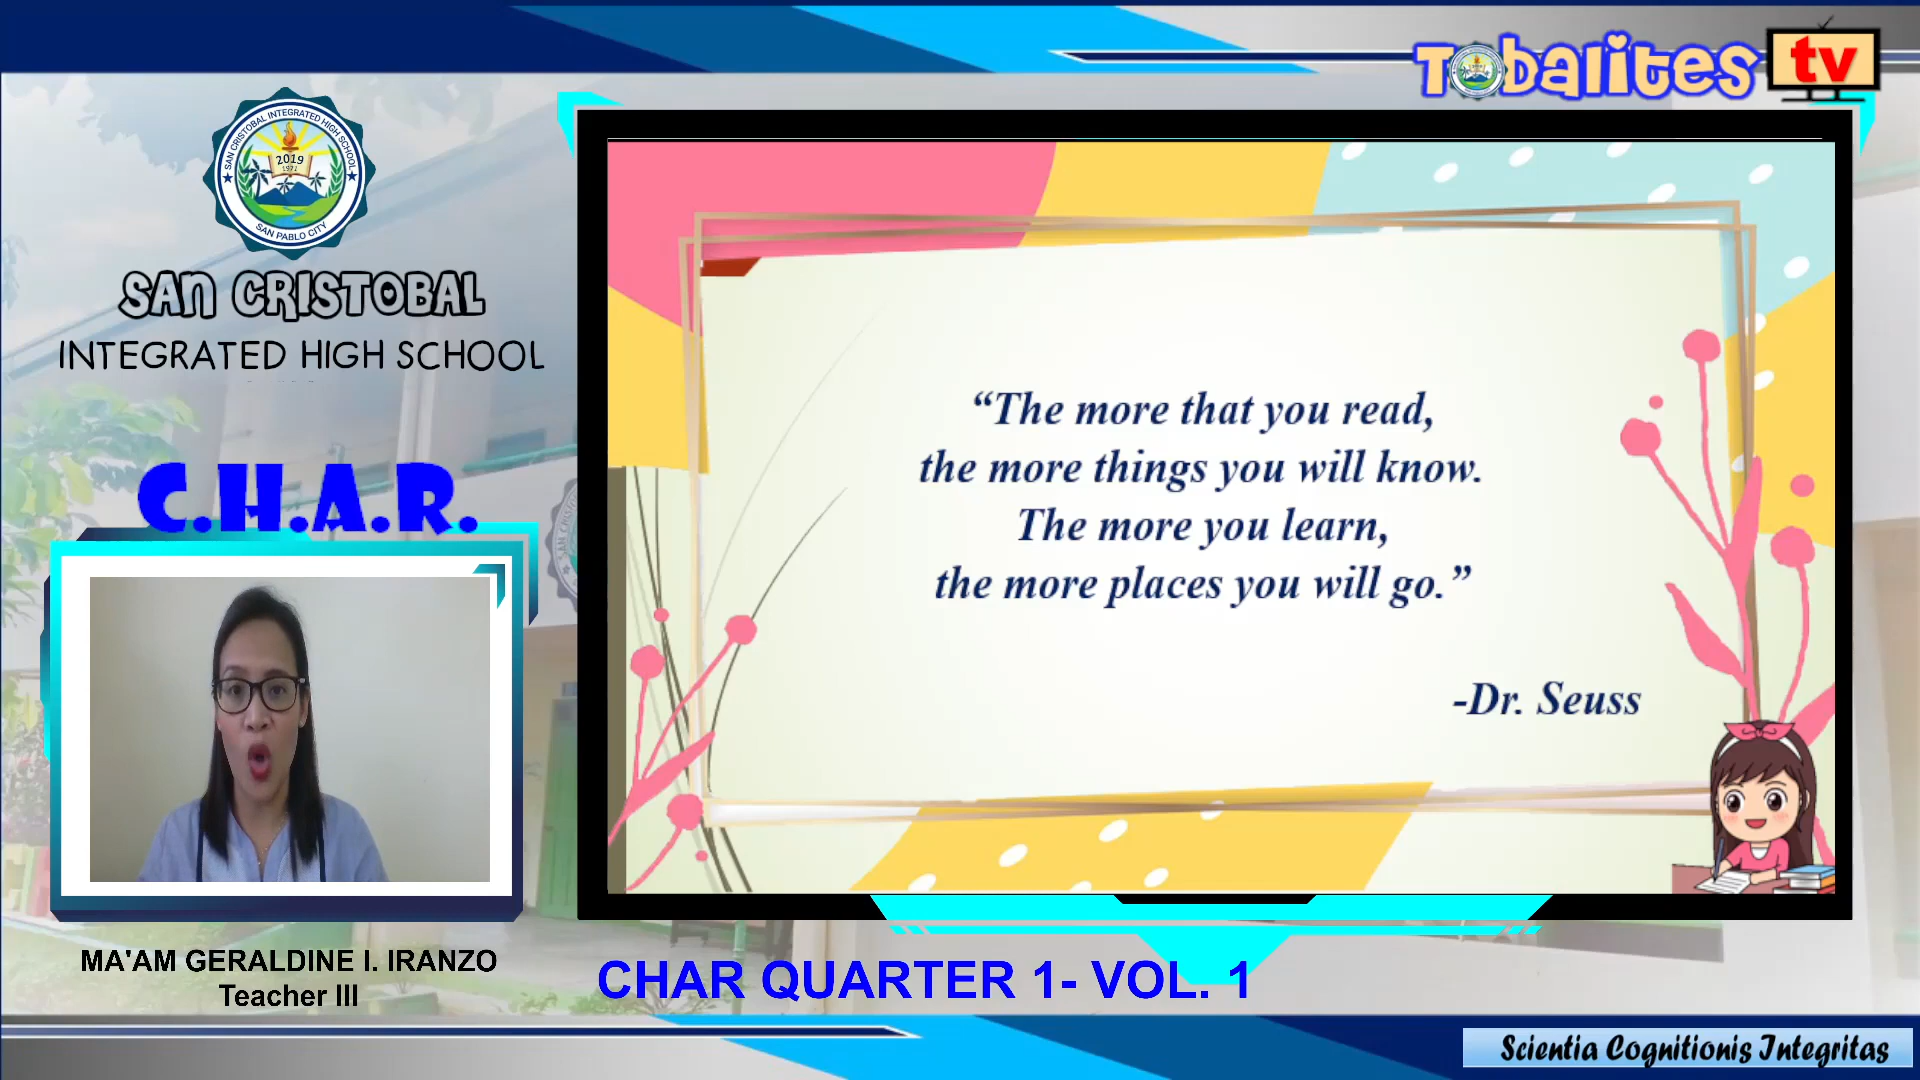 Tobalites tv
SAN CRISTOBAL INTEGRATED HIGH SCHOOL
2019
1971
SAN PABLO CITY
SAN CRISTOBAL
INTEGRATED HIGH SCHOOL
C.H.A.R.
“The more that you read,
the more things you will know.
The more you learn,
the more places you will go.”
-Dr. Seuss
MA'AM GERALDINE I. IRANZO
Teacher III
CHAR QUARTER 1- VOL. 1
Scientia Cognitionis Integritas